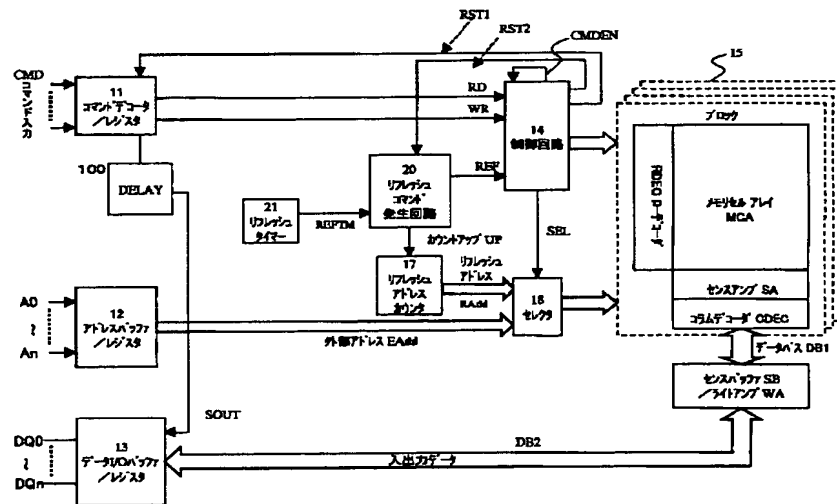 RST1
RST2
CMDEN
15
CMD
コマンド入力
11
コマンドデコーダ
/レジスタ
RD
WR
14
制御回路
ブロック
RDEC ローデコーダ
メモリセル アレイ
MCA
100
DELAY
20
リフレッシュ
コマンド
発生回路
REF
21
リフレッシュ
タイマー
REFTM
カウントアップ UP
SEL
17
リフレッシュ
アドレス
カウンタ
リフレッシュ
アドレス
RAdd
18
セレクタ
センスアンプ SA
コラムデコーダ CDEC
A0
~
An
12
アドレスバッファ
/レジスタ
外部アドレス EAdd
データバス DB1
センスバッファ SB
/ライトアンプ WA
SOUT
DQ0
~
DQn
13
データI/Oバッファ
/レジスタ
DB2
入出力データ